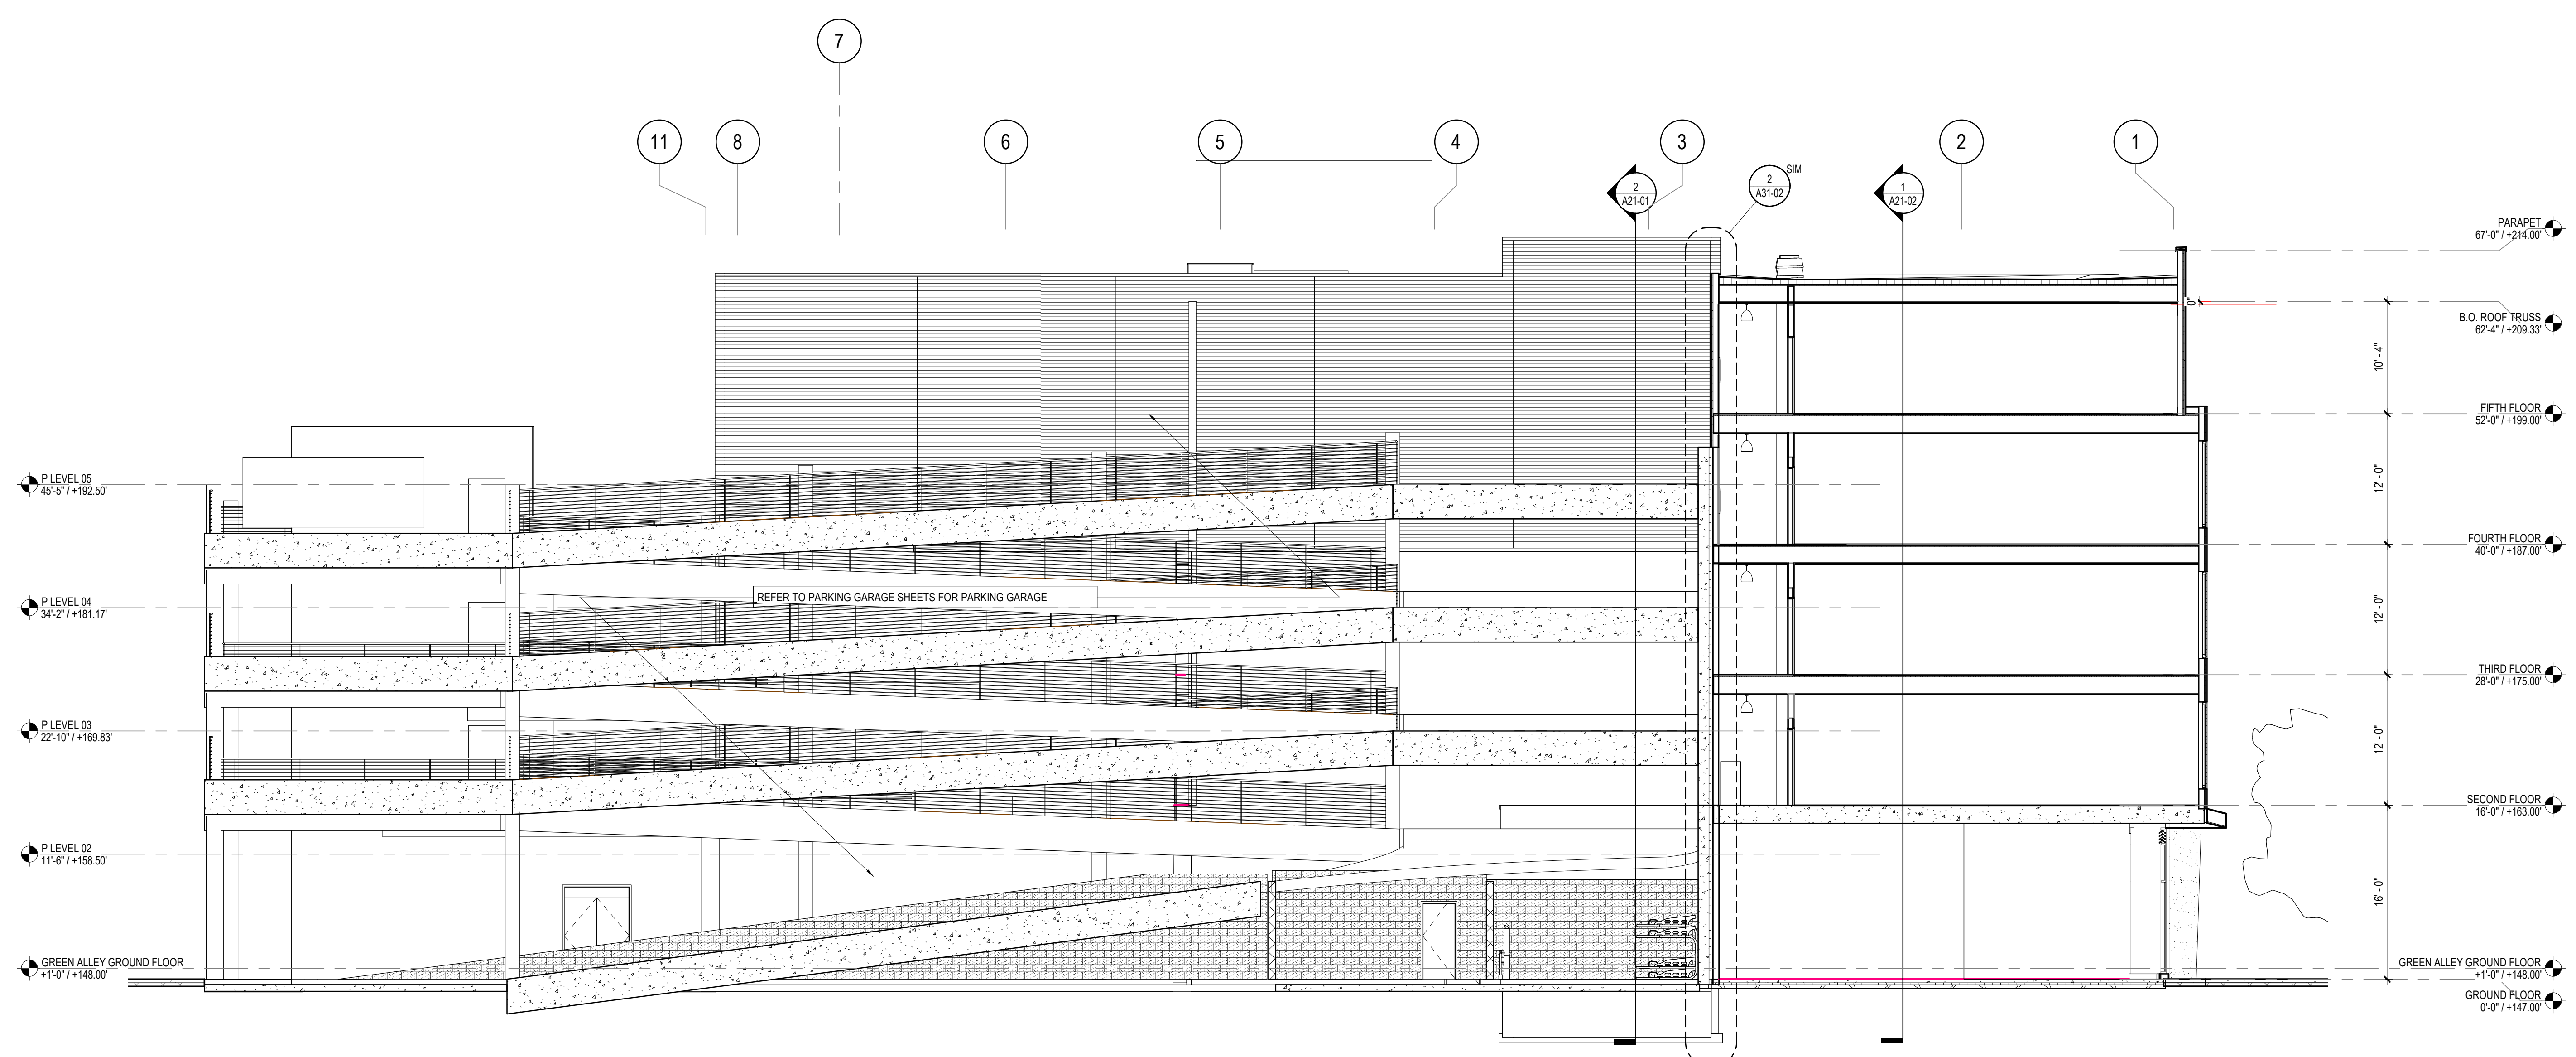 7
11
8
6
5
4
3
2
1
2
A21-01
2
A31-02
SIM
1
A21-02
PARAPET
67'-0" / +214.00'
B.O. ROOF TRUSS
62'-4" / +209.33'
0"
10' - 4"
FIFTH FLOOR
52'-0" / +199.00'
12' - 0"
P LEVEL 05
45'-5" / +192.50'
FOURTH FLOOR
40'-0" / +187.00'
P LEVEL 04
34'-2" / +181.17'
REFER TO PARKING GARAGE SHEETS FOR PARKING GARAGE
12' - 0"
THIRD FLOOR
28'-0" / +175.00'
P LEVEL 03
22'-10" / +169.83'
12' - 0"
SECOND FLOOR
16'-0" / +163.00'
P LEVEL 02
11'-6" / +158.50'
16' - 0"
GREEN ALLEY GROUND FLOOR
+1'-0" / +148.00'
GREEN ALLEY GROUND FLOOR
+1'-0" / +148.00'
GROUND FLOOR
0'-0" / +147.00'